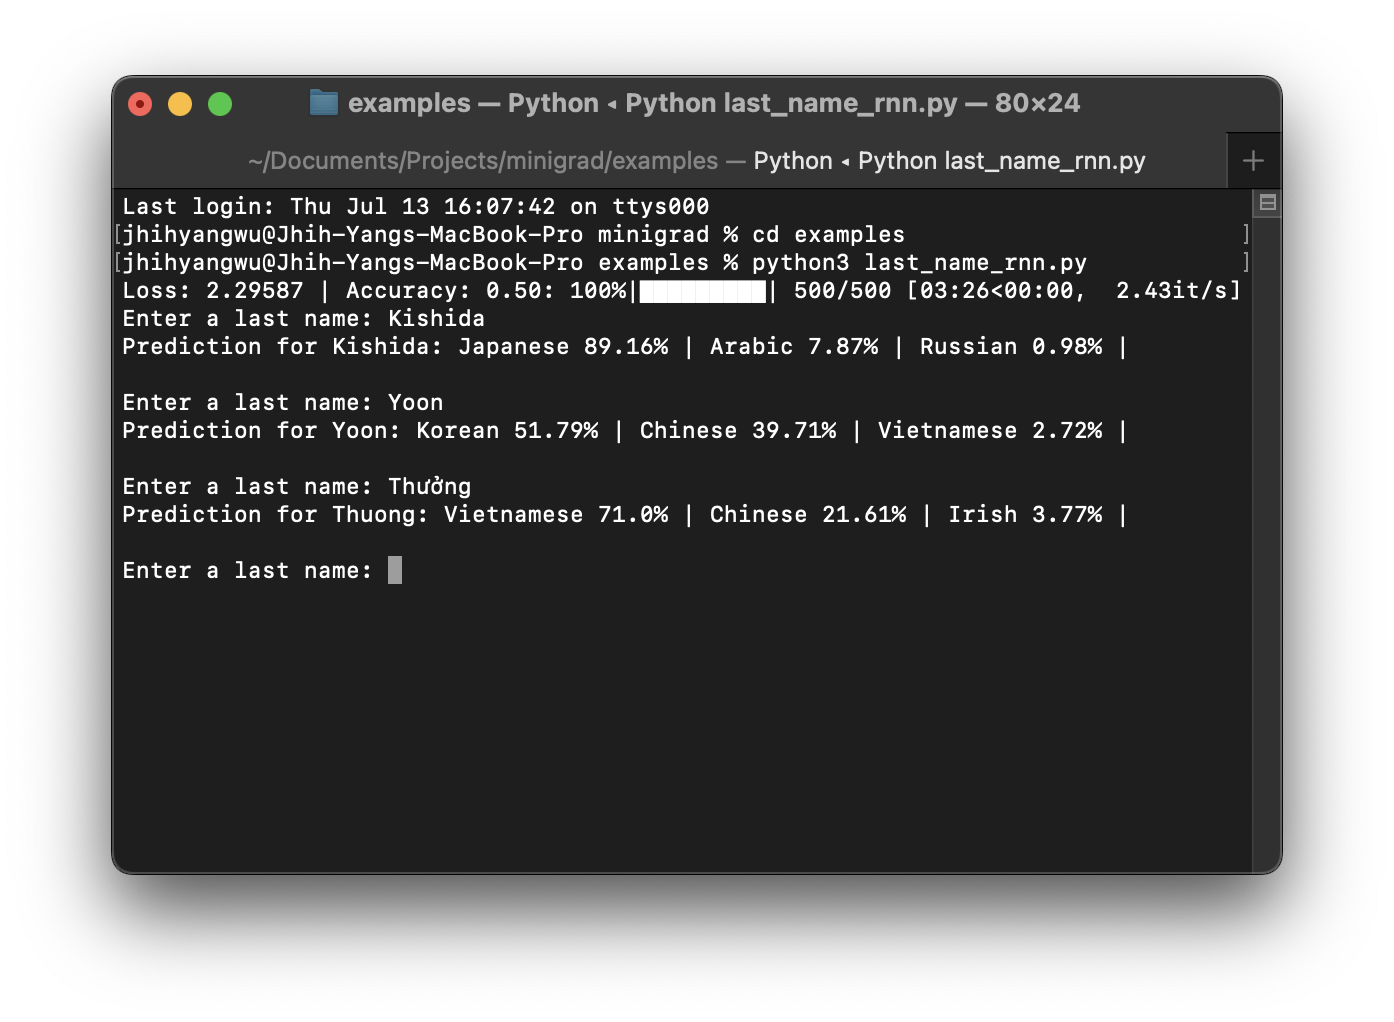 examples — Python ◂ Python last_name_rnn.py — 80×24
~/Documents/Projects/minigrad/examples — Python ◂ Python last_name_rnn.py
Last login: Thu Jul 13 16:07:42 on ttys000
[jhihyangwu@Jhih-Yangs-MacBook-Pro minigrad % cd examples ]
[jhihyangwu@Jhih-Yangs-MacBook-Pro examples % python3 last_name_rnn.py ]
Loss: 2.29587 | Accuracy: 0.50: 100%|█████████| 500/500 [03:26<00:00,  2.43it/s]
Enter a last name: Kishida
Prediction for Kishida: Japanese 89.16% | Arabic 7.87% | Russian 0.98% |
Enter a last name: Yoon
Prediction for Yoon: Korean 51.79% | Chinese 39.71% | Vietnamese 2.72% |
Enter a last name: Thưởng
Prediction for Thuong: Vietnamese 71.0% | Chinese 21.61% | Irish 3.77% |
Enter a last name: